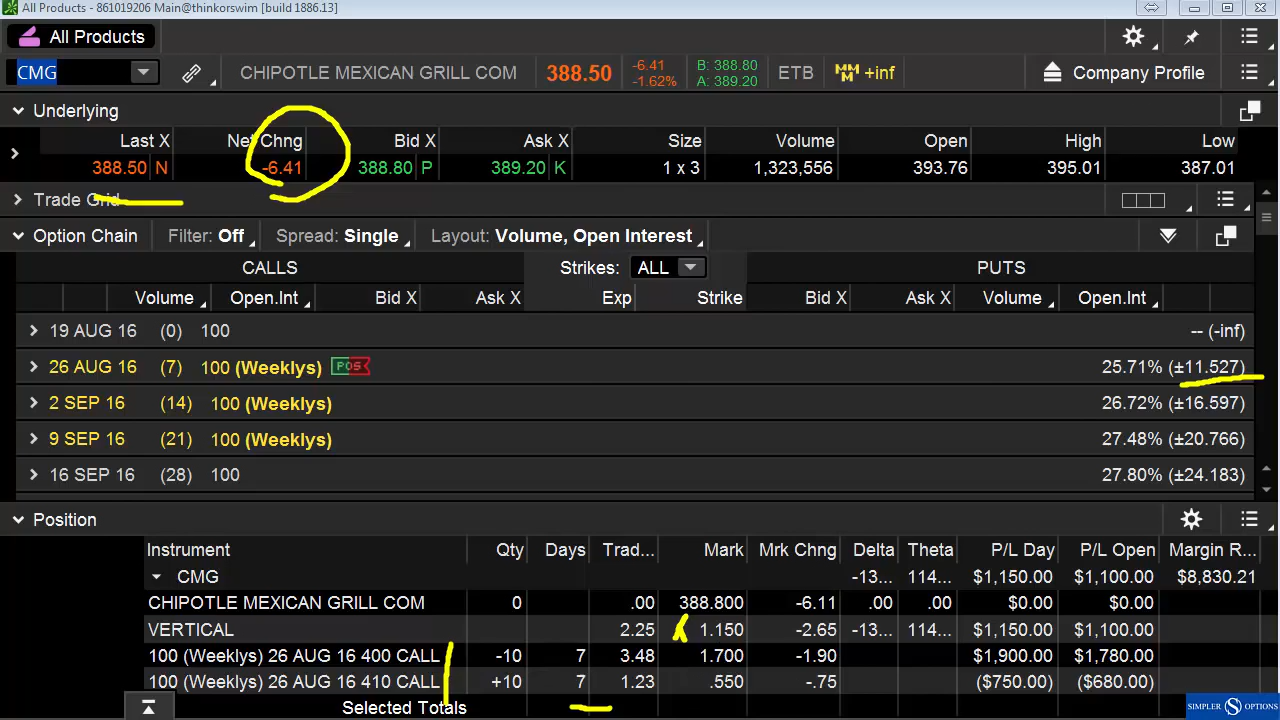 All Products - 861019206 Main@thinkorswim [build 1886.13]
All Products
CMG CHIPOTLE MEXICAN GRILL COM 388.50 -6.41 -1.62% B: 388.80 A: 389.20 ETB MMM +inf Company Profile
Underlying
Last X Net Chng Bid X Ask X Size Volume Open High Low
388.50 N -6.41 388.80 P 389.20 K 1 x 3 1,323,556 393.76 395.01 387.01
Trade Grid
Option Chain Filter: Off Spread: Single Layout: Volume, Open Interest
CALLS Strikes: ALL PUTS
Volume Open.Int Bid X Ask X Exp Strike Bid X Ask X Volume Open.Int
19 AUG 16 (0) 100 -- (-inf)
26 AUG 16 (7) 100 (Weeklys) POS 25.71% (±11.527)
2 SEP 16 (14) 100 (Weeklys) 26.72% (±16.597)
9 SEP 16 (21) 100 (Weeklys) 27.48% (±20.766)
16 SEP 16 (28) 100 27.80% (±24.183)
Position
Instrument Qty Days Trad... Mark Mrk Chng Delta Theta P/L Day P/L Open Margin R...
CMG -13... 114... $1,150.00 $1,100.00 $8,830.21
CHIPOTLE MEXICAN GRILL COM 0 .00 388.800 -6.11 .00 .00 $0.00 $0.00
VERTICAL 2.25 1.150 -2.65 -13... 114... $1,150.00 $1,100.00
100 (Weeklys) 26 AUG 16 400 CALL -10 7 3.48 1.700 -1.90 $1,900.00 $1,780.00
100 (Weeklys) 26 AUG 16 410 CALL +10 7 1.23 .550 -.75 ($750.00) ($680.00)
Selected Totals
SIMPLER S OPTIONS